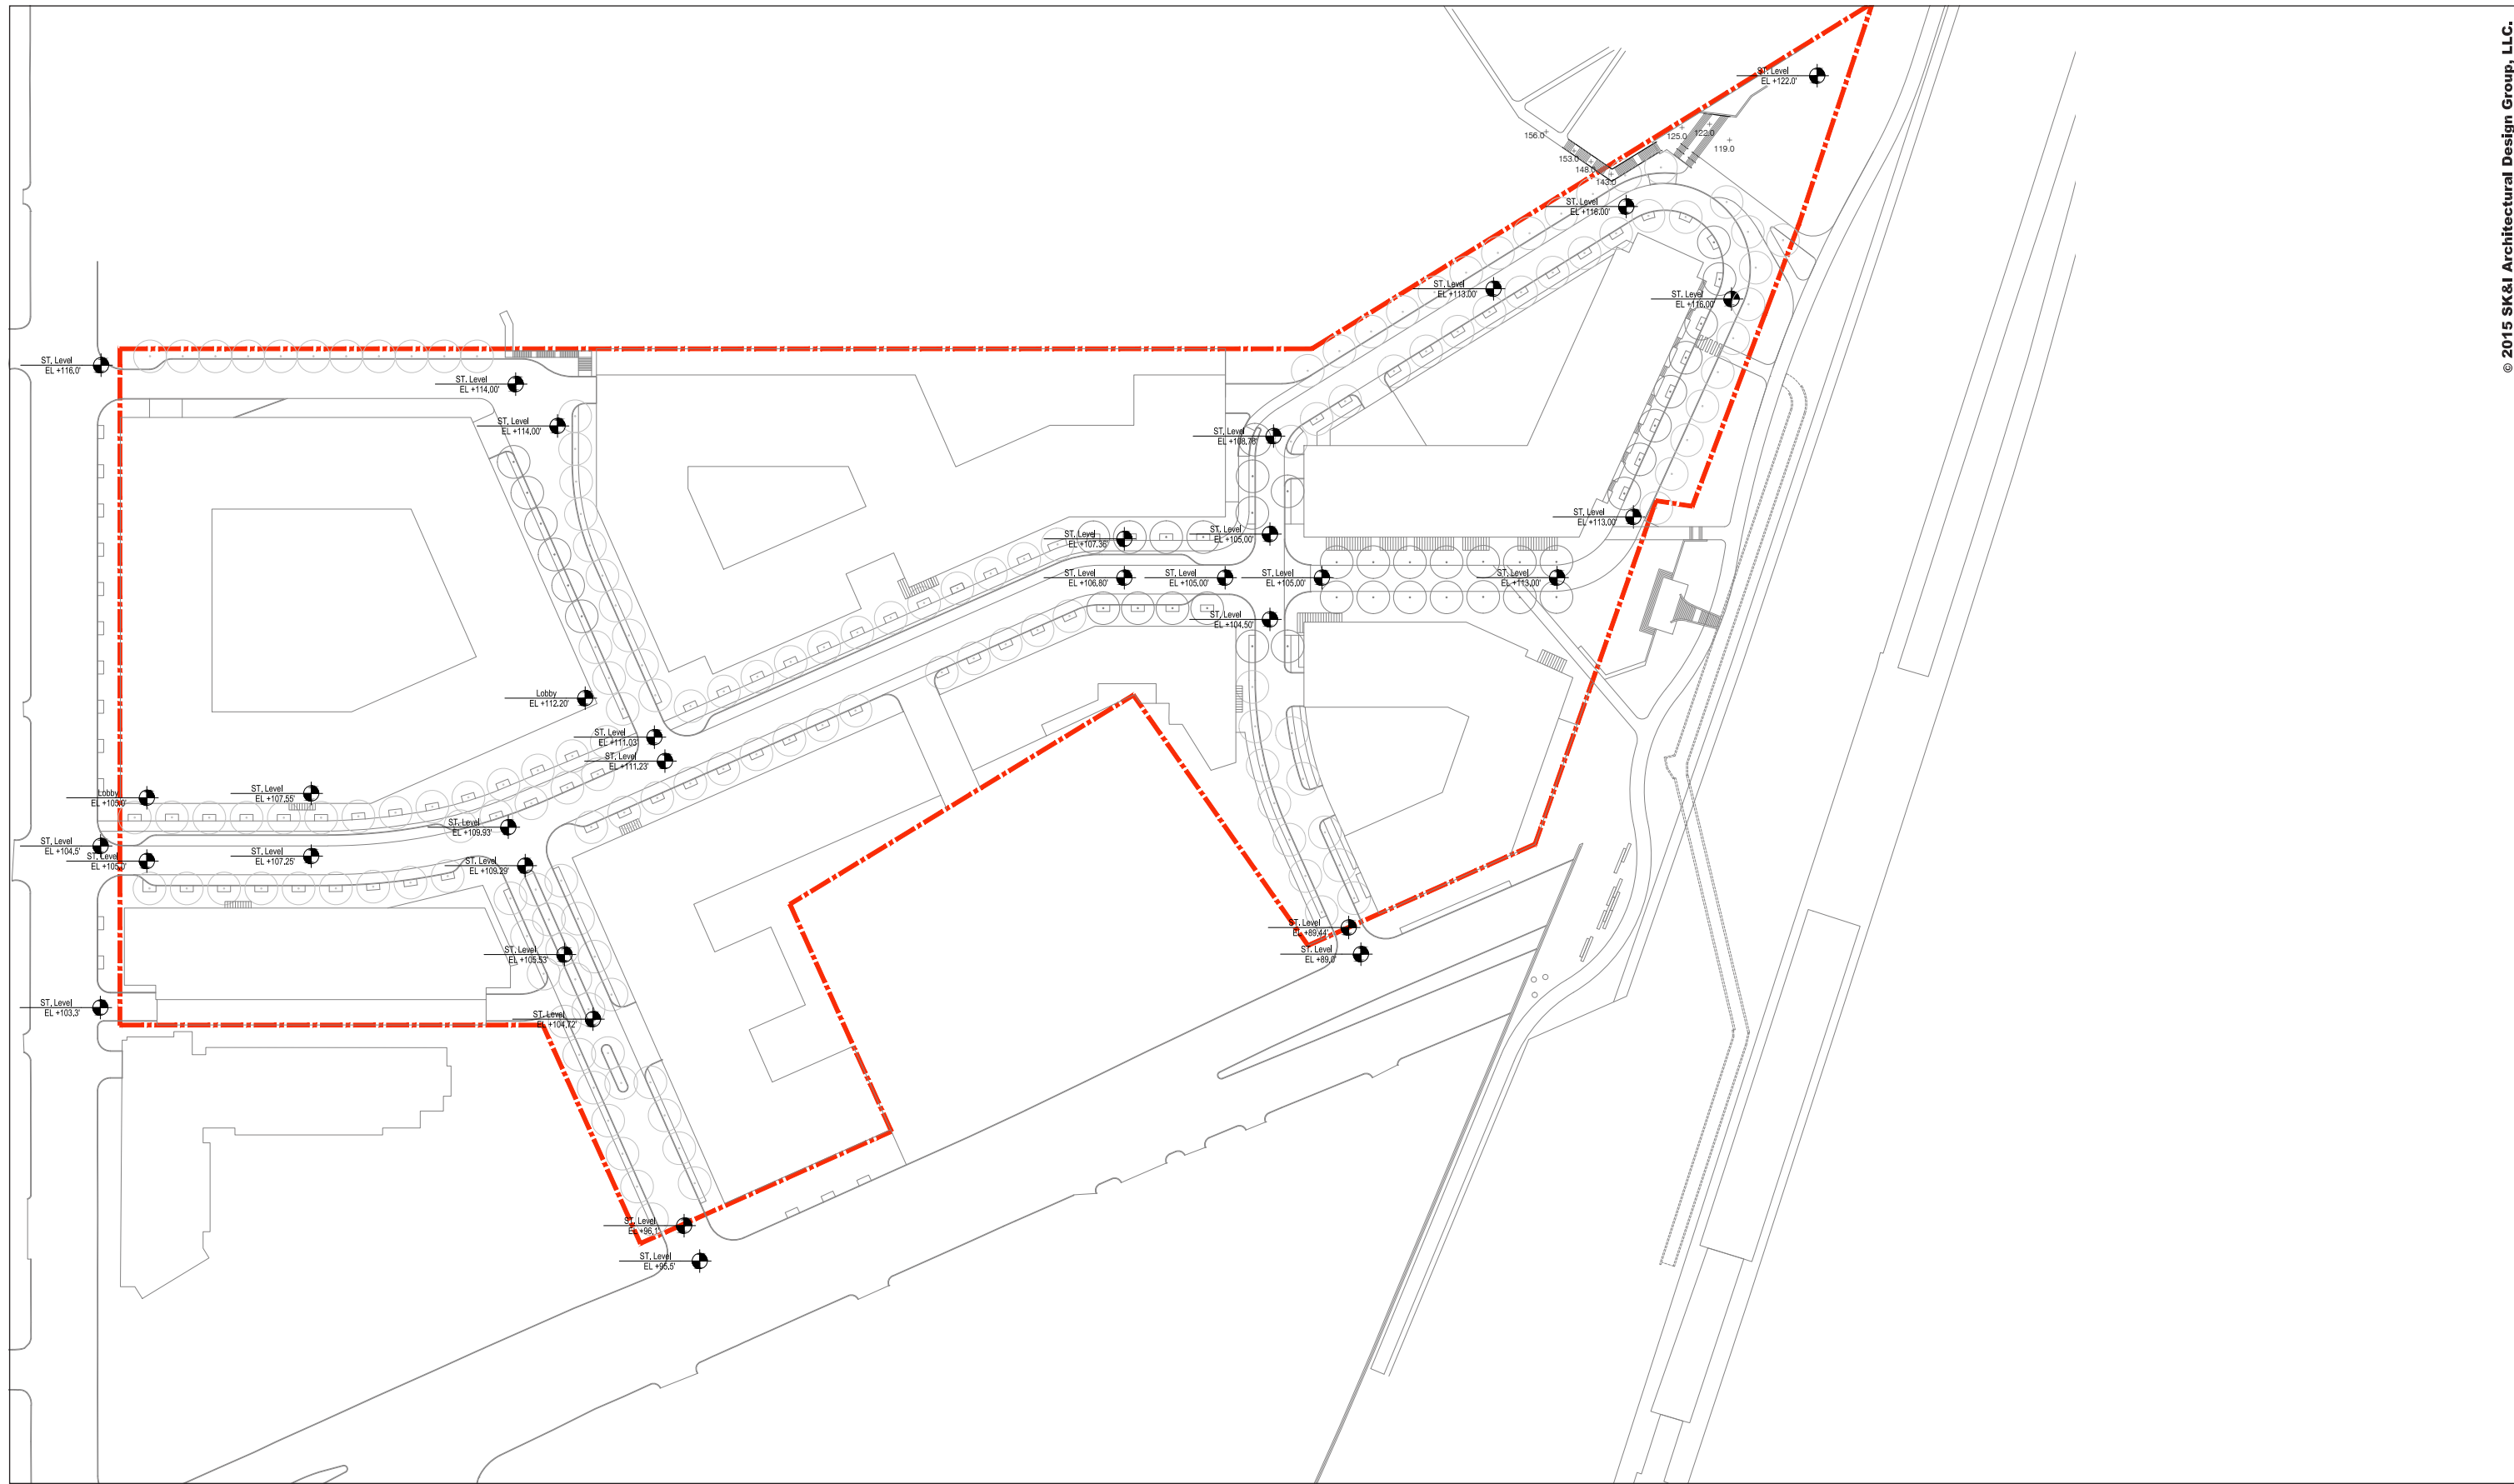 © 2015 SK&I Architectural Design Group, LLC.
ST. Level
EL +122.0'
156.0
125.0
122.0
119.0
153.0
148.0
143.0
ST. Level
EL +116.00'
ST. Level
EL +113.00'
ST. Level
EL +116.00'
ST. Level
EL +116.0'
ST. Level
EL +114.00'
ST. Level
EL +114.00'
ST. Level
EL +108.76'
ST. Level
EL +113.00'
ST. Level
EL +107.36'
ST. Level
EL +105.00'
ST. Level
EL +106.80'
ST. Level
EL +105.00'
ST. Level
EL +105.00'
ST. Level
EL +113.00'
ST. Level
EL +104.50'
Lobby
EL +112.20'
ST. Level
EL +111.03'
ST. Level
EL +111.23'
Lobby
EL +105.0'
ST. Level
EL +107.55'
ST. Level
EL +109.93'
ST. Level
EL +104.5'
ST. Level
EL +105.0'
ST. Level
EL +107.25'
ST. Level
EL +109.29'
ST. Level
EL +89.44'
ST. Level
EL +89.0'
ST. Level
EL +105.53'
ST. Level
EL +103.3'
ST. Level
EL +104.72'
ST. Level
EL +96.1'
ST. Level
EL +95.5'